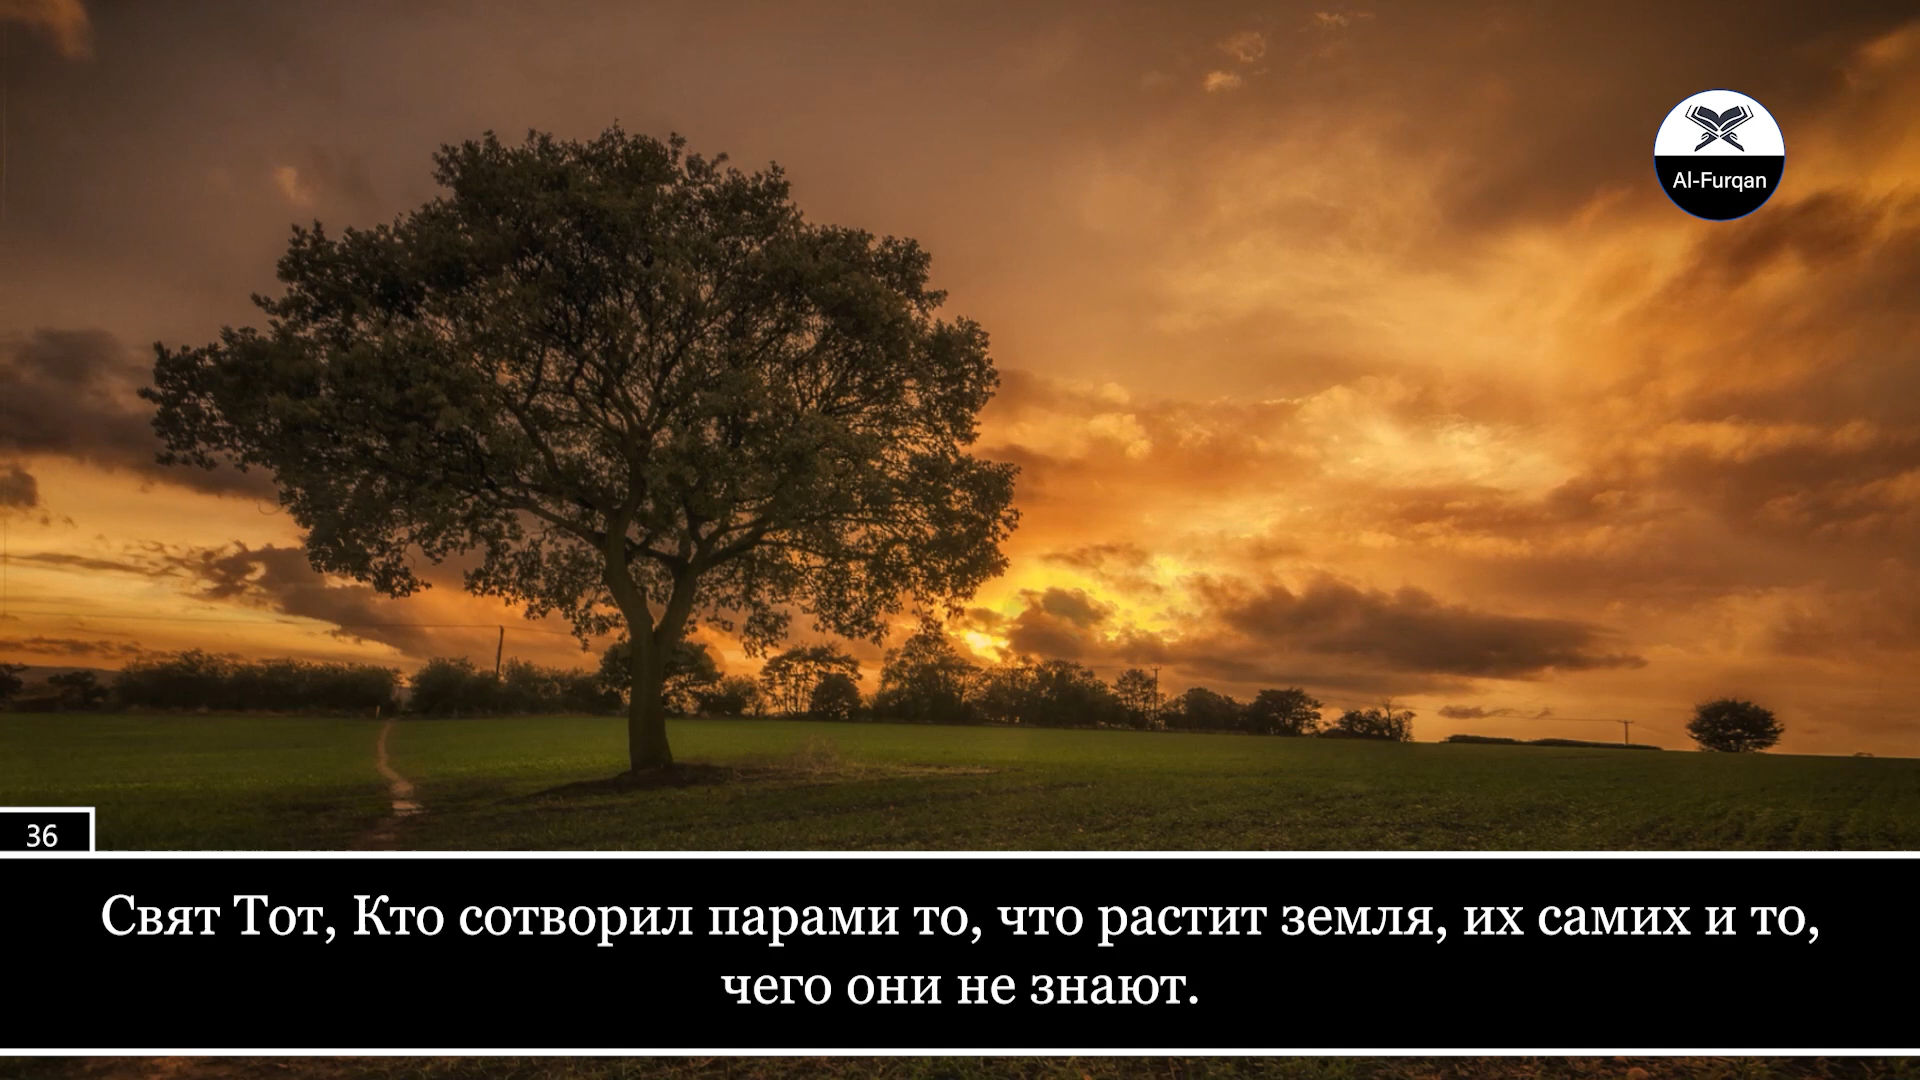 Al-Furqan
36
Свят Тот, Кто сотворил парами то, что растит земля, их самих и то,
чего они не знают.